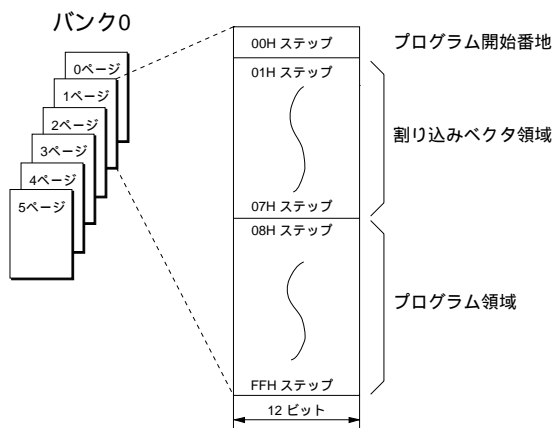 バンク0
0ページ
1ページ
2ページ
3ページ
4ページ
5ページ
00H ステップ
プログラム開始番地
01H ステップ
割り込みベクタ領域
07H ステップ
08H ステップ
プログラム領域
FFH ステップ
12 ビット